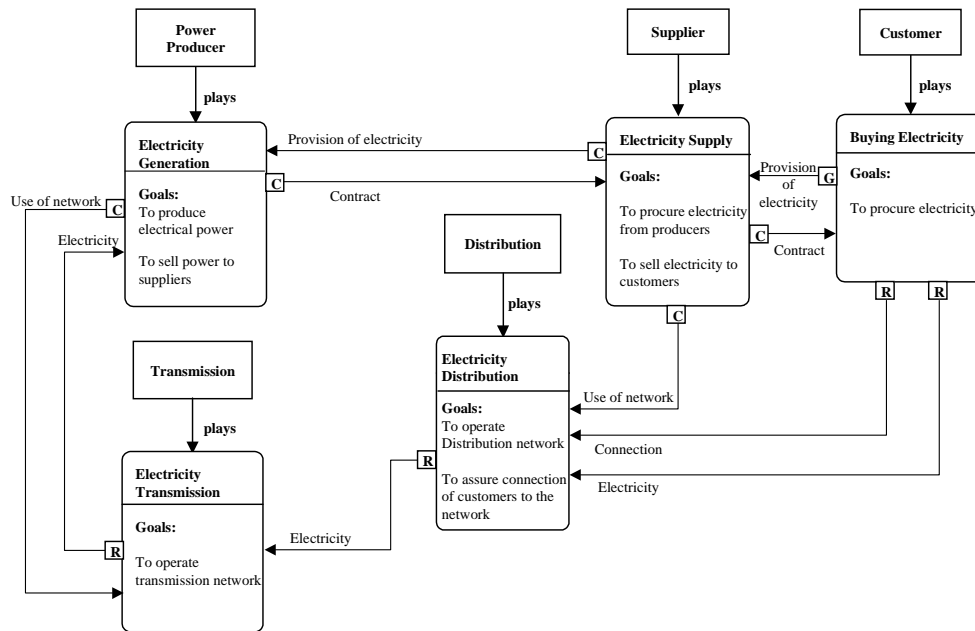 Power
Producer
Supplier
Customer
plays
plays
plays
Electricity
Generation
Goals:
To produce
electrical power
To sell power to
suppliers
Provision of electricity
C
C
Contract
Electricity Supply
Goals:
To procure electricity
from producers
To sell electricity to
customers
Provision
of
electricity
G
C
Contract
Buying Electricity
Goals:
To procure electricity
Use of network
C
Electricity
Distribution
plays
C
R
R
Transmission
plays
Electricity
Distribution
Goals:
To operate
Distribution network
To assure connection
of customers to the
network
Use of network
Connection
Electricity
R
Electricity
Electricity
Transmission
Goals:
To operate
transmission network
R